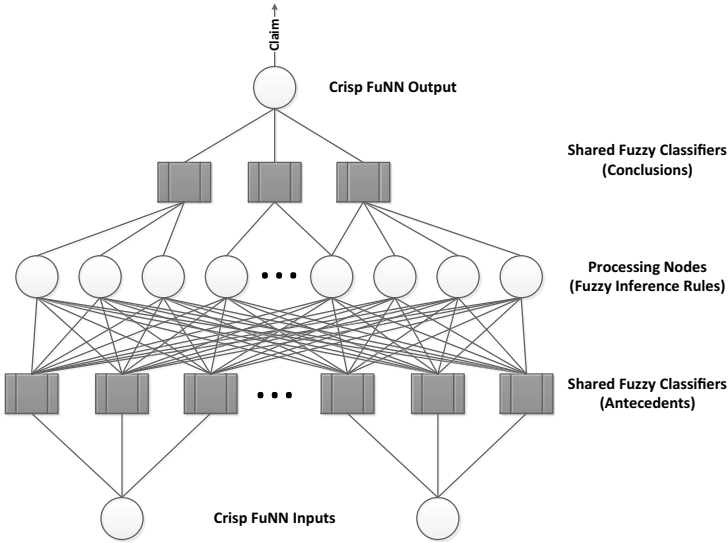 Claim
Crisp FuNN Output
Shared Fuzzy Classifiers
(Conclusions)
Processing Nodes
(Fuzzy Inference Rules)
Shared Fuzzy Classifiers
(Antecedents)
Crisp FuNN Inputs